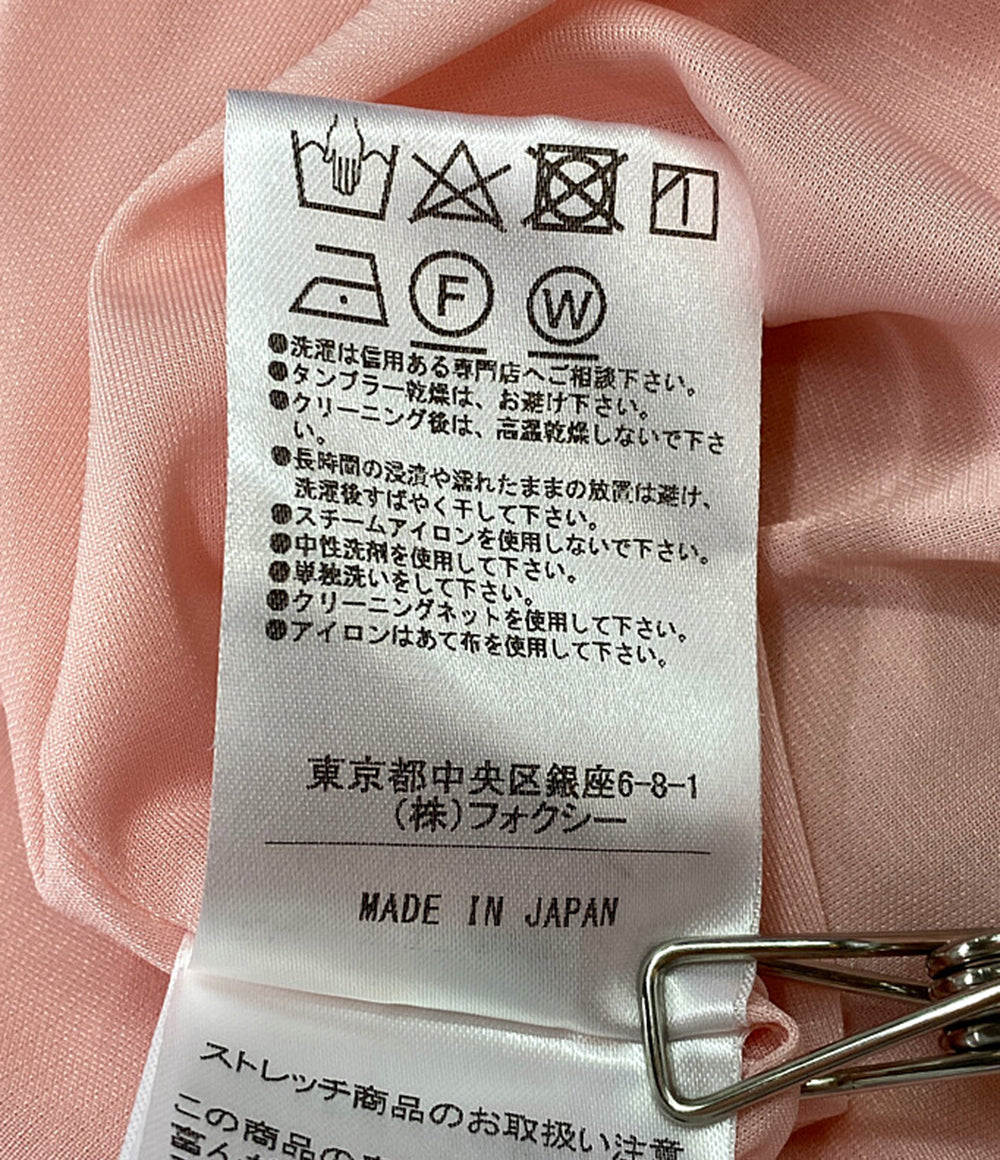 F W
●洗濯は信用ある専門店へご相談下さい。
●タンブラー乾燥は、お避け下さい。
●クリーニング後は、高温乾燥しないで下さ
い。
●長時間の浸漬や濡れたままの放置は避け、
洗濯後すばやく干して下さい。
●スチームアイロンを使用しないで下さい。
●中性洗剤を使用して下さい。
●単独洗いをして下さい。
●クリーニングネットを使用して下さい。
●アイロンはあて布を使用して下さい。
東京都中央区銀座6-8-1
(株)フォクシー
MADE IN JAPAN
ストレッチ商品のお取扱い注意
この商品の